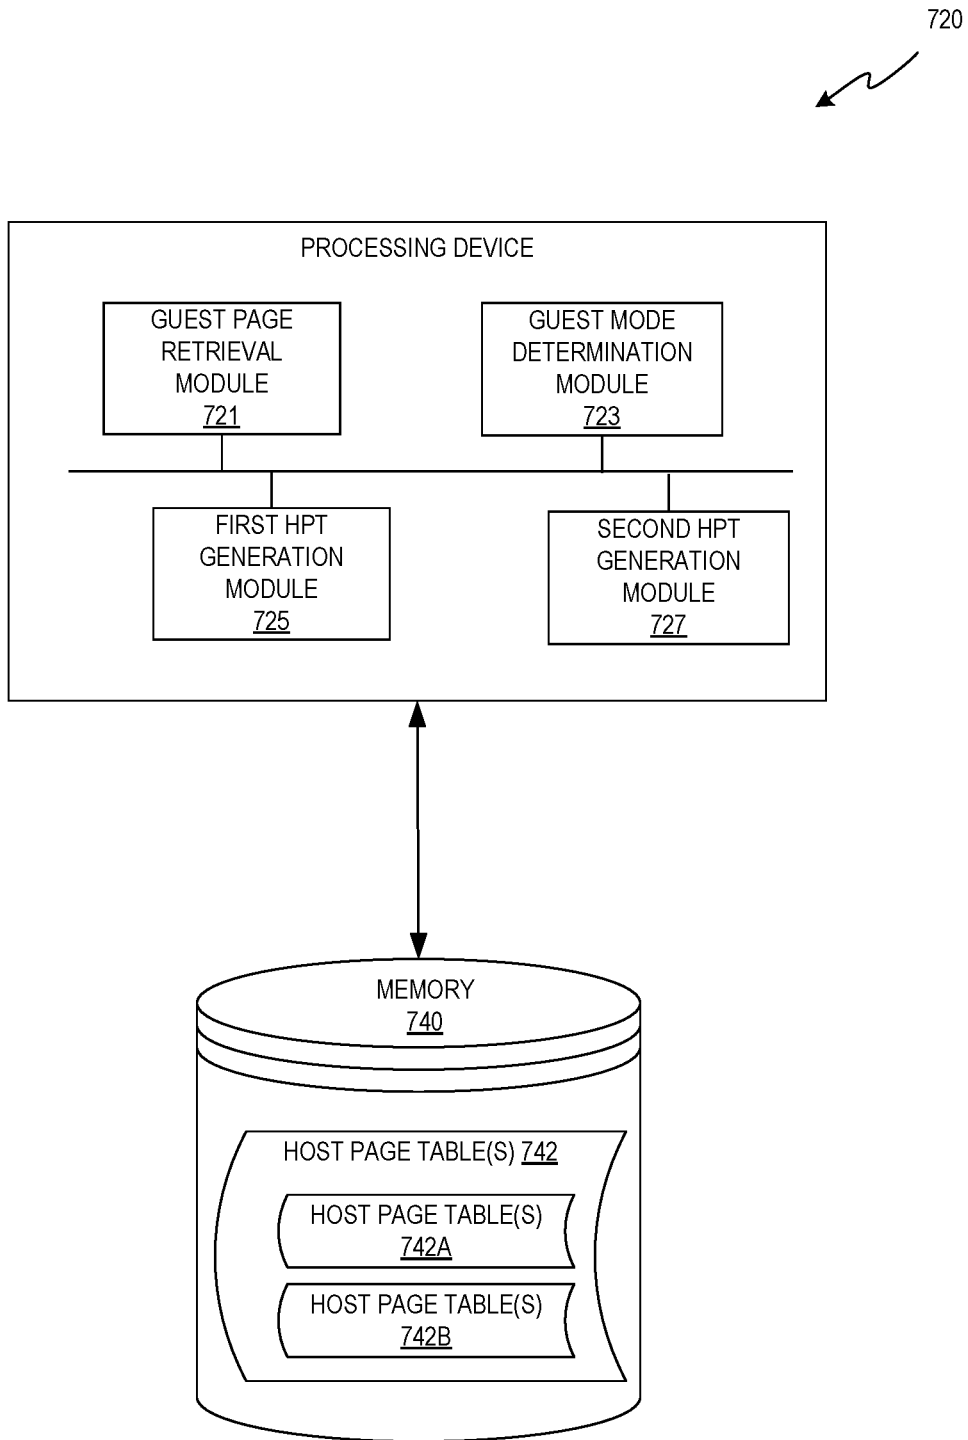 720
PROCESSING DEVICE
GUEST PAGE
RETRIEVAL
MODULE
721
GUEST MODE
DETERMINATION
MODULE
723
FIRST HPT
GENERATION
MODULE
725
SECOND HPT
GENERATION
MODULE
727
MEMORY
740
HOST PAGE TABLE(S) 742
HOST PAGE TABLE(S)
742A
HOST PAGE TABLE(S)
742B